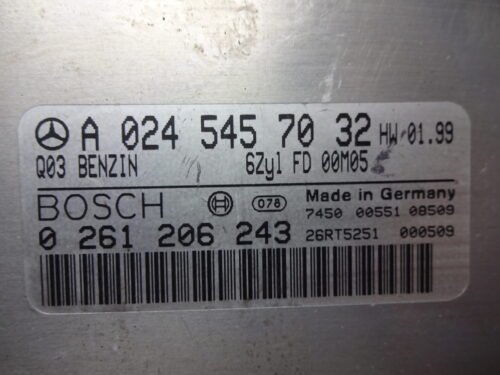 A 024 545 70 32 HW 01.99
Q03 BENZIN 6Zyl FD 00M05
BOSCH 078 Made in Germany
7450 00551 08509
0 261 206 243 26RT5251 000509